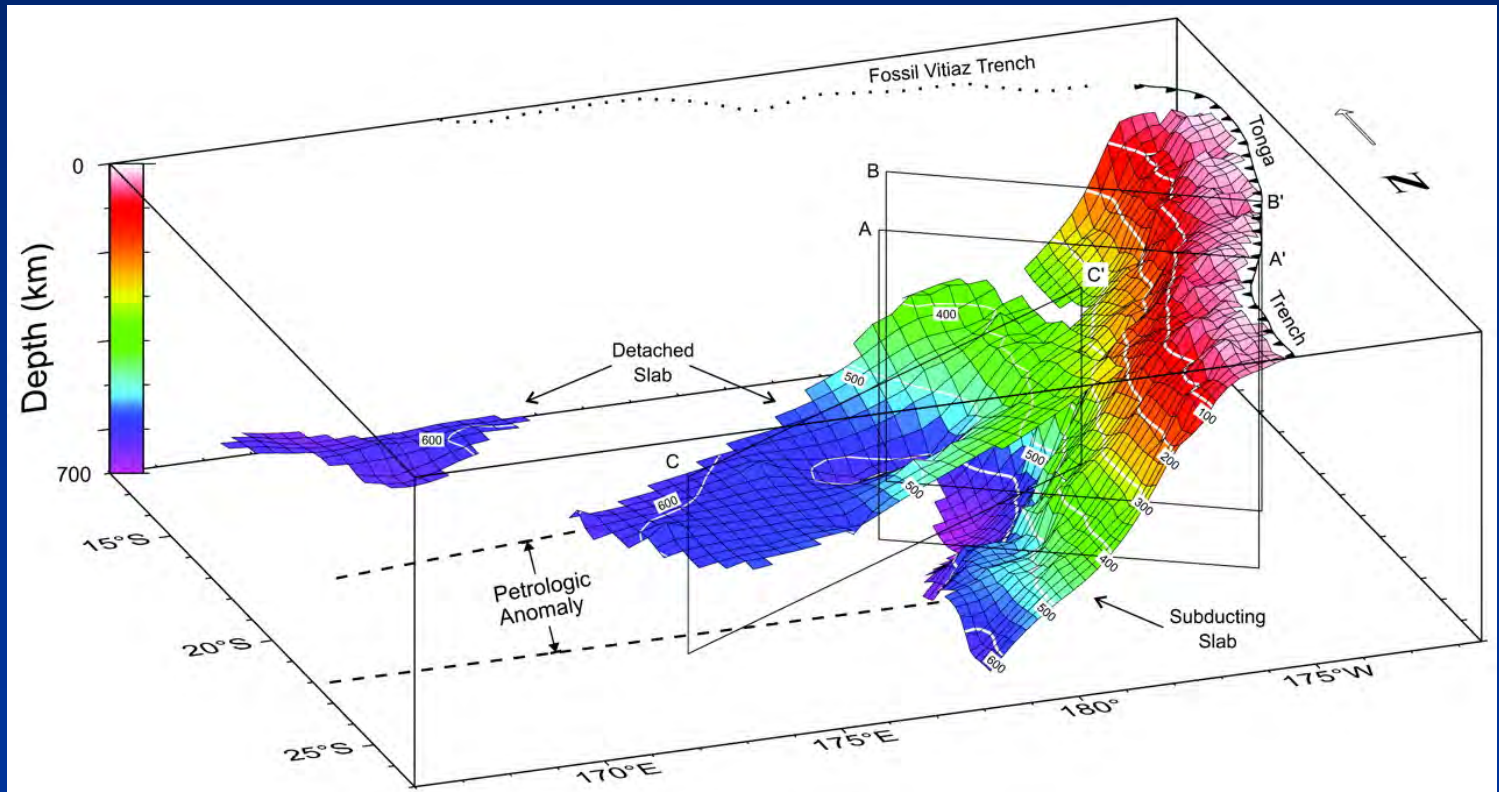 Fossil Vitiaz Trench
Tonga
Trench
N
0
Depth (km)
700
B
B'
A
A'
C'
C
400
Detached
Slab
500
600
500
500
600
100
200
300
400
500
600
Petrologic
Anomaly
Subducting
Slab
15°S
20°S
25°S
170°E
175°E
180°
175°W